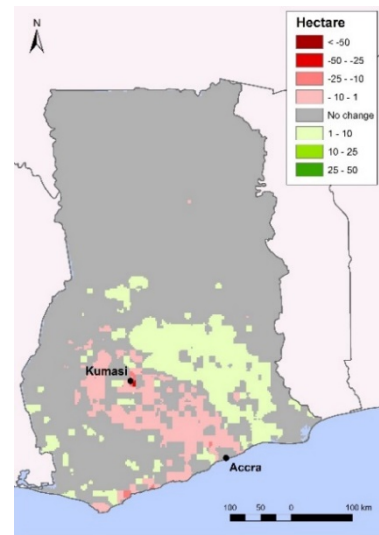 N
Hectare
< -50
-50 - -25
-25 - -10
- 10 - 1
No change
1 - 10
10 - 25
25 - 50
Kumasi
Accra
100 50 0 100 km